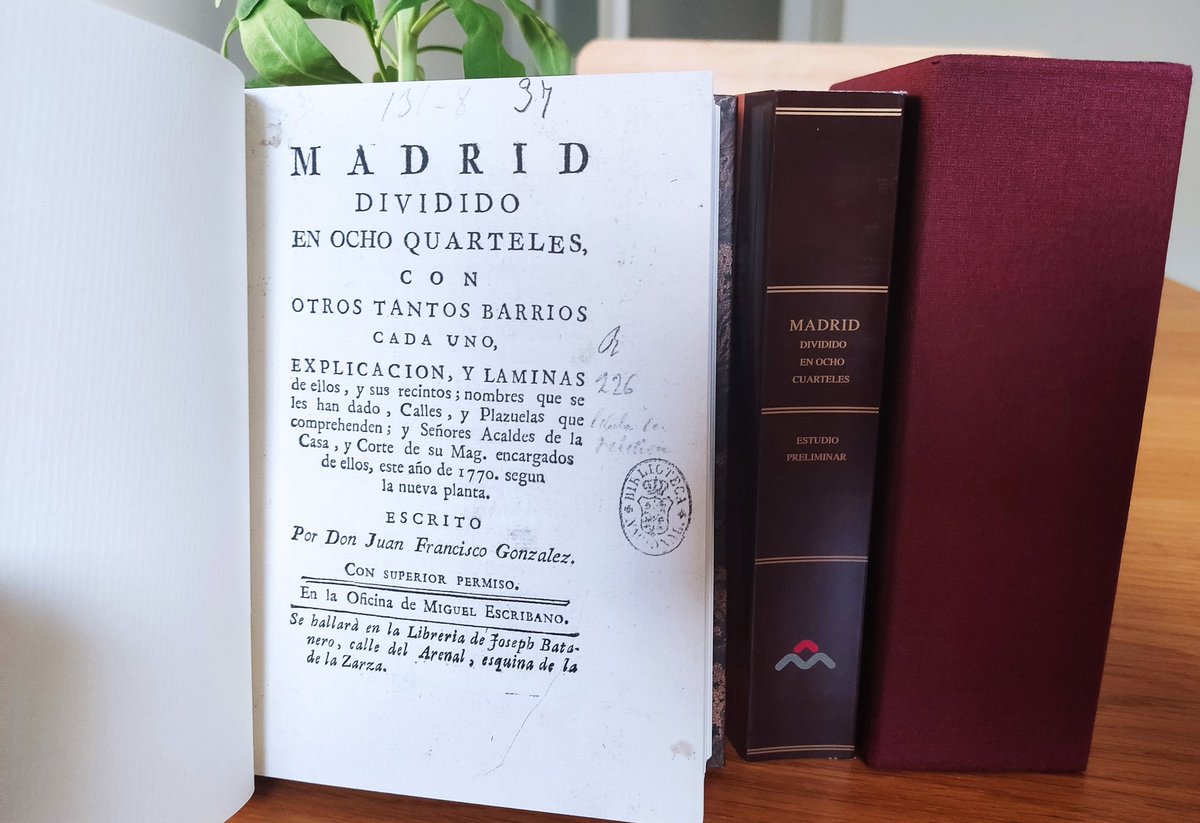 37
MADRID
DIVIDIDO
EN OCHO QUARTELES,
CON
OTROS TANTOS BARRIOS
CADA UNO,
EXPLICACION, Y LAMINAS
de ellos, y sus recintos; nombres que se
les han dado, Calles, y Plazuelas que
comprehenden; y Señores Acaldes de la
Casa, y Corte de su Mag. encargados
de ellos, este año de 1770. segun
la nueva planta.
ESCRITO
Por Don Juan Francisco Gonzalez.
CON SUPERIOR PERMISO.
En la Oficina de MIGUEL ESCRIBANO.
Se hallarà en la Libreria de Joseph Bata-
nero, calle del Arenal, esquina de la
de la Zarza.
226
BIBLIOTECA
NACIONAL
MADRID
DIVIDIDO
EN OCHO
CUARTELES
ESTUDIO
PRELIMINAR